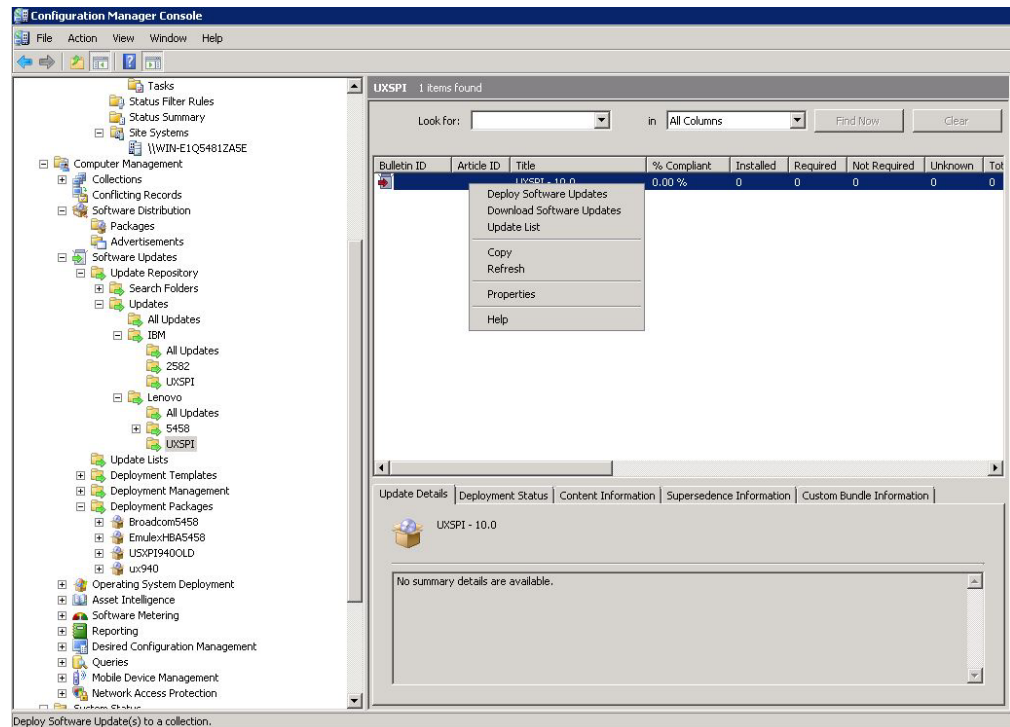 Configuration Manager Console
File Action View Window Help
Tasks
Status Filter Rules
Status Summary
Site Systems
\\WIN-E1Q5481ZA5E
Computer Management
Collections
Conflicting Records
Software Distribution
Packages
Advertisements
Software Updates
Update Repository
Search Folders
Updates
All Updates
IBM
All Updates
2582
UXSPI
Lenovo
All Updates
5458
UXSPI
Update Lists
Deployment Templates
Deployment Management
Deployment Packages
Broadcom5458
EmulexHBA5458
USXPI940OLD
ux940
Operating System Deployment
Asset Intelligence
Software Metering
Reporting
Desired Configuration Management
Queries
Mobile Device Management
Network Access Protection
System Status
UXSPI 1 items found
Look for: in All Columns Find Now Clear
Bulletin ID Article ID Title % Compliant Installed Required Not Required Unknown Tot
UXSPI - 10.0 0.00 % 0 0 0 0 0
Deploy Software Updates
Download Software Updates
Update List
Copy
Refresh
Properties
Help
Update Details Deployment Status Content Information Supersedence Information Custom Bundle Information
UXSPI - 10.0
No summary details are available.
Deploy Software Update(s) to a collection.